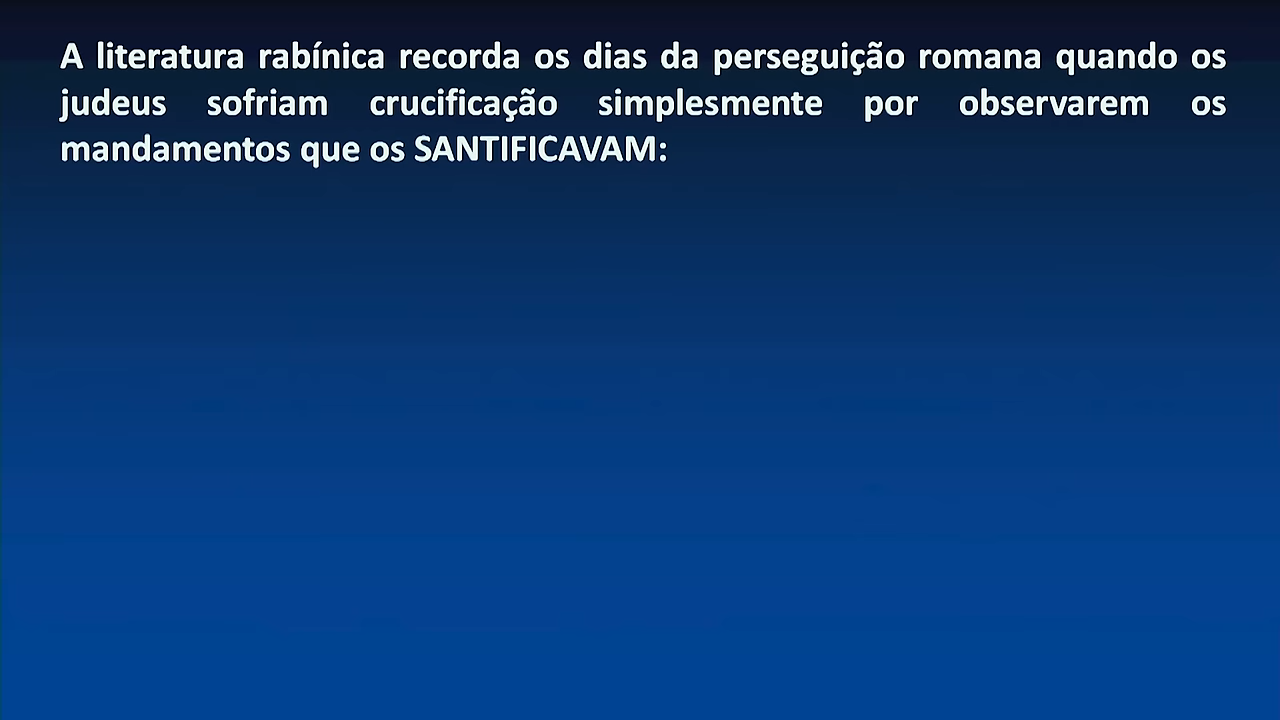 A literatura rabínica recorda os dias da perseguição romana quando os
judeus sofriam crucificação simplesmente por observarem os
mandamentos que os SANTIFICAVAM: